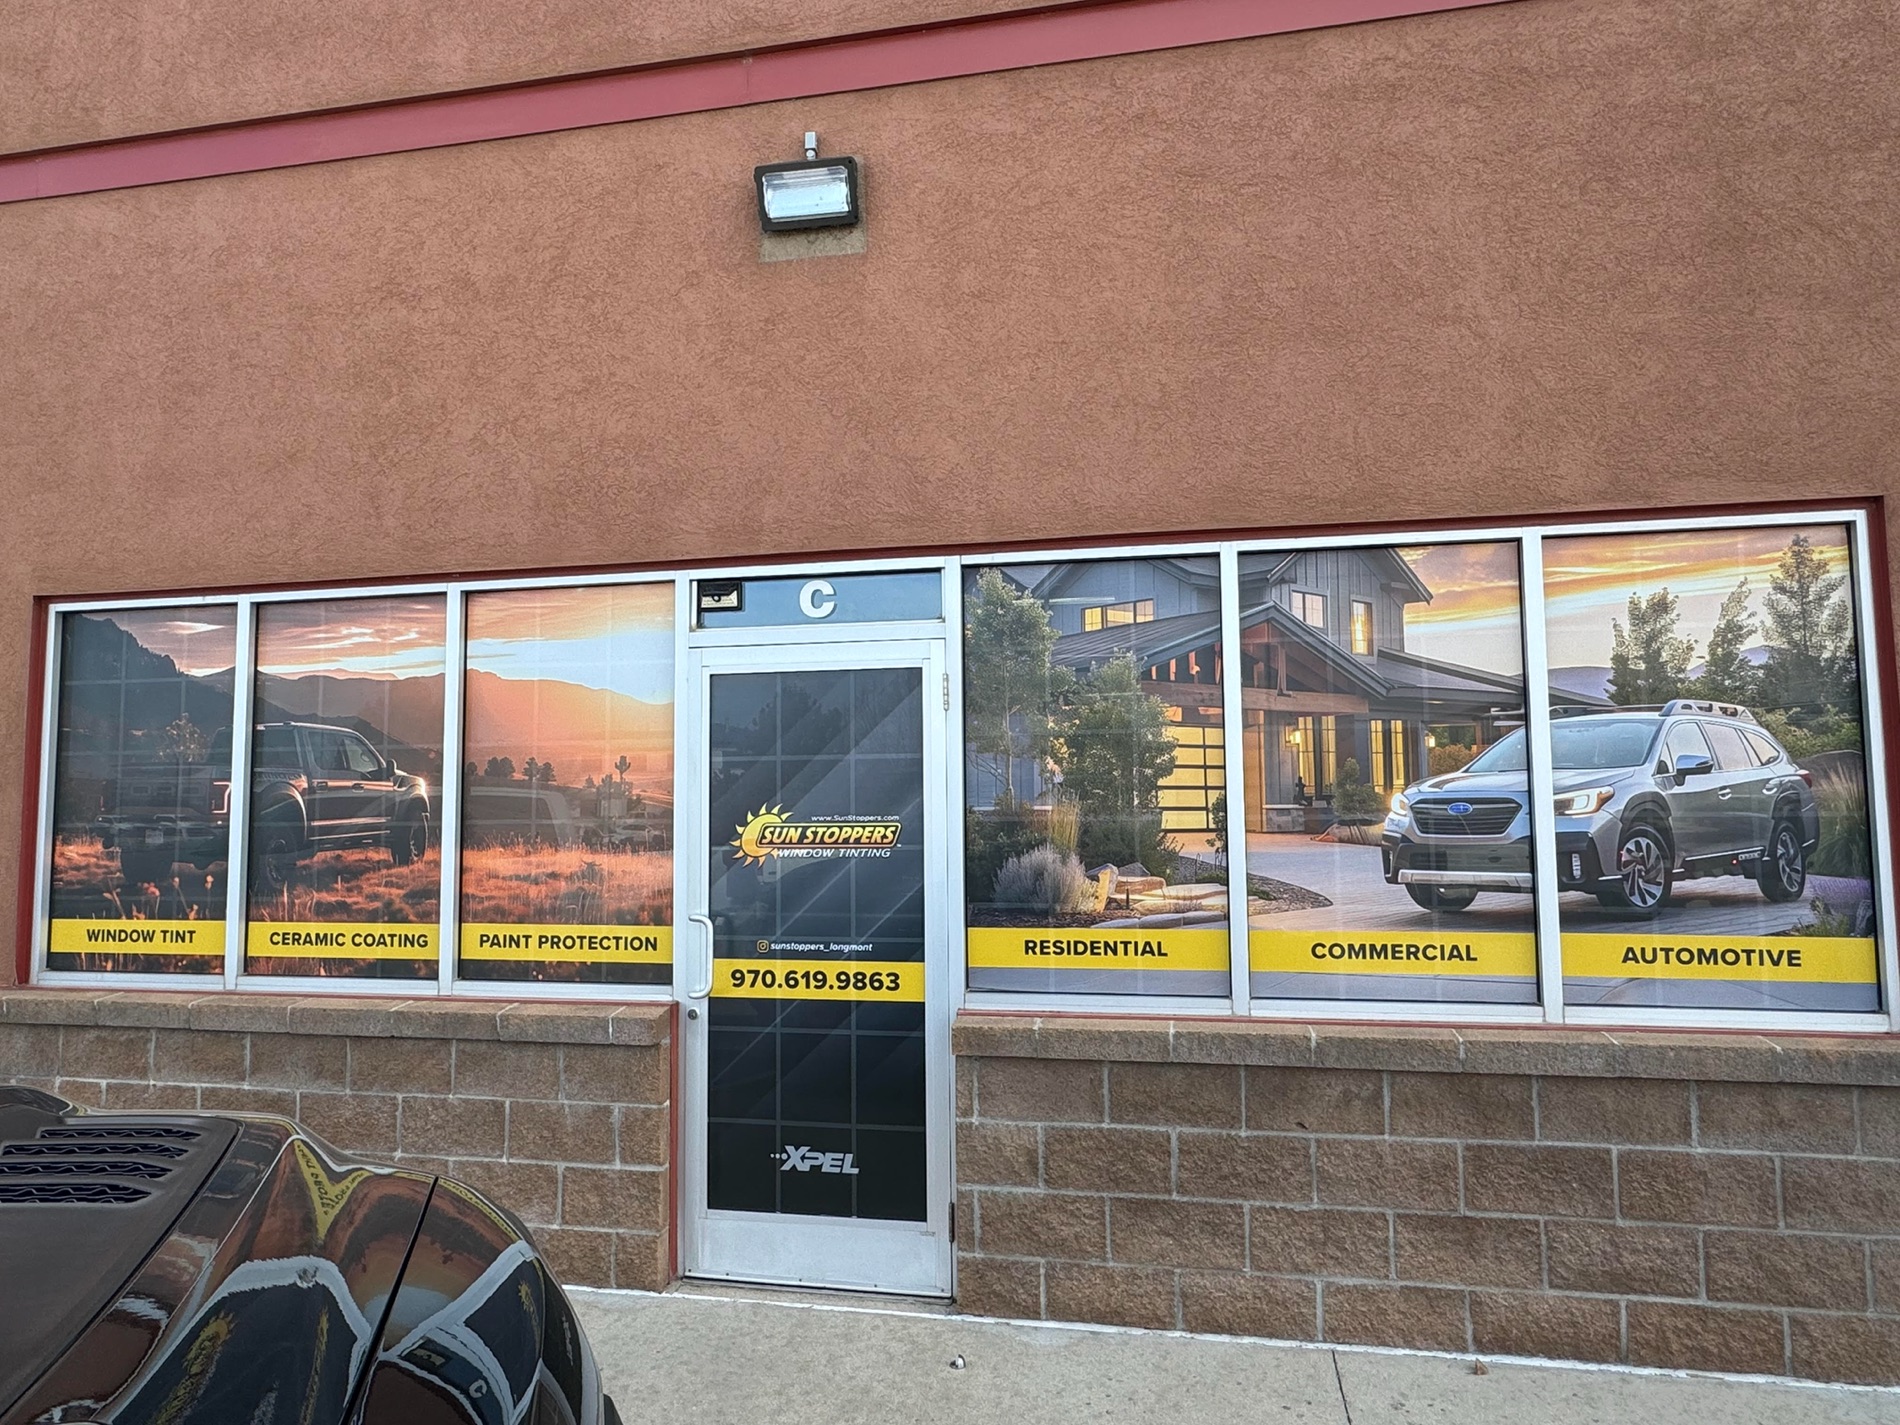 C
WINDOW TINT
CERAMIC COATING
PAINT PROTECTION
www.SunStoppers.com
SUN STOPPERS
WINDOW TINTING
sunstoppers_longmont
970.619.9863
XPEL
RESIDENTIAL
COMMERCIAL
AUTOMOTIVE